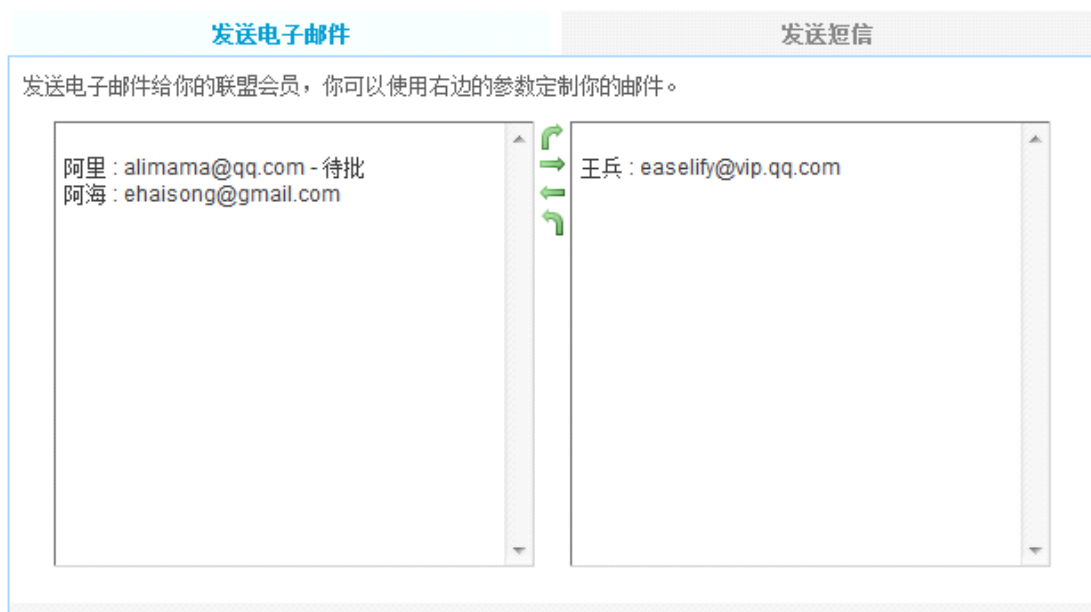 发送电子邮件
发送短信
发送电子邮件给你的联盟会员，你可以使用右边的参数定制你的邮件。
阿里 : alimama@qq.com - 待批
阿海 : ehaisong@gmail.com
王兵 : easelify@vip.qq.com